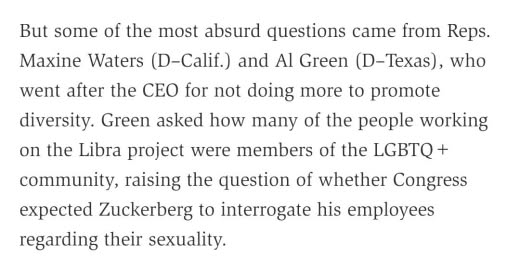 But some of the most absurd questions came from Reps.
Maxine Waters (D–Calif.) and Al Green (D–Texas), who
went after the CEO for not doing more to promote
diversity. Green asked how many of the people working
on the Libra project were members of the LGBTQ+
community, raising the question of whether Congress
expected Zuckerberg to interrogate his employees
regarding their sexuality.